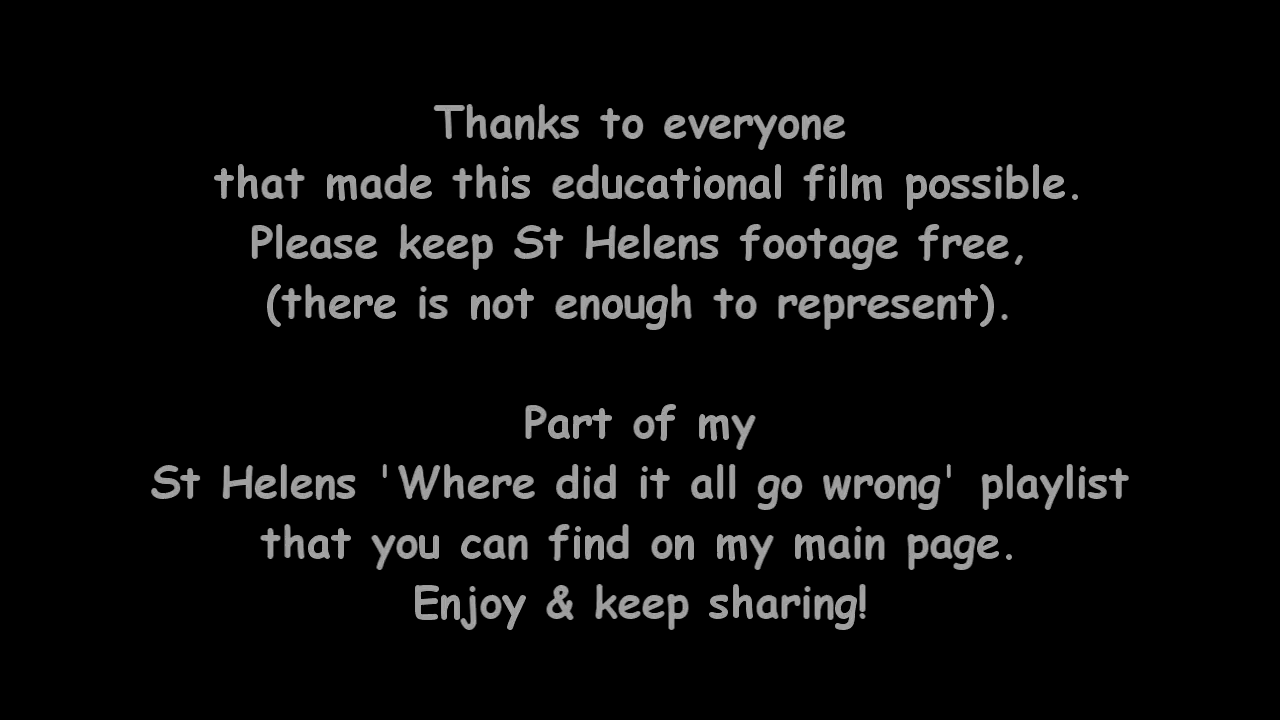 Thanks to everyone
that made this educational film possible.
Please keep St Helens footage free,
(there is not enough to represent).
Part of my
St Helens 'Where did it all go wrong' playlist
that you can find on my main page.
Enjoy & keep sharing!